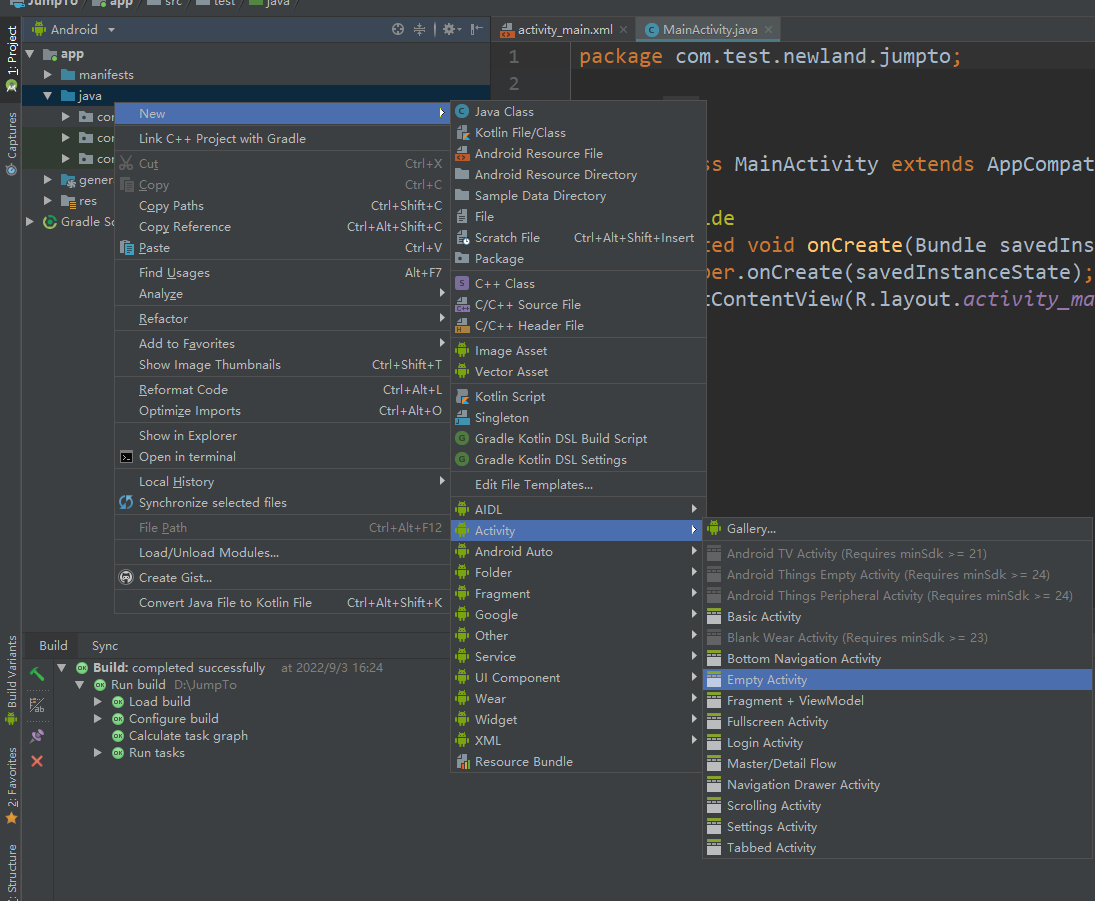 JumpTo app src test java
Android
activity_main.xml
MainActivity.java
1: Project
Captures
Build Variants
2: Favorites
Structure
app
manifests
java
com
com
com
gener
res
Gradle Sc
1 package com.test.newland.jumpto;
2
ss MainActivity extends AppCompat
ide
ted void onCreate(Bundle savedIns
per.onCreate(savedInstanceState);
tContentView(R.layout.activity_ma
New
Link C++ Project with Gradle
Cut Ctrl+X
Copy Ctrl+C
Copy Paths Ctrl+Shift+C
Copy Reference Ctrl+Alt+Shift+C
Paste Ctrl+V
Find Usages Alt+F7
Analyze
Refactor
Add to Favorites
Show Image Thumbnails Ctrl+Shift+T
Reformat Code Ctrl+Alt+L
Optimize Imports Ctrl+Alt+O
Show in Explorer
Open in terminal
Local History
Synchronize selected files
File Path Ctrl+Alt+F12
Load/Unload Modules...
Create Gist...
Convert Java File to Kotlin File Ctrl+Alt+Shift+K
Java Class
Kotlin File/Class
Android Resource File
Android Resource Directory
Sample Data Directory
File
Scratch File Ctrl+Alt+Shift+Insert
Package
C++ Class
C/C++ Source File
C/C++ Header File
Image Asset
Vector Asset
Kotlin Script
Singleton
Gradle Kotlin DSL Build Script
Gradle Kotlin DSL Settings
Edit File Templates...
AIDL
Activity
Android Auto
Folder
Fragment
Google
Other
Service
UI Component
Wear
Widget
XML
Resource Bundle
Gallery...
Android TV Activity (Requires minSdk >= 21)
Android Things Empty Activity (Requires minSdk >= 24)
Android Things Peripheral Activity (Requires minSdk >= 24)
Basic Activity
Blank Wear Activity (Requires minSdk >= 23)
Bottom Navigation Activity
Empty Activity
Fragment + ViewModel
Fullscreen Activity
Login Activity
Master/Detail Flow
Navigation Drawer Activity
Scrolling Activity
Settings Activity
Tabbed Activity
Build Sync
Build: completed successfully at 2022/9/3 16:24
Run build D:\JumpTo
Load build
Configure build
Calculate task graph
Run tasks